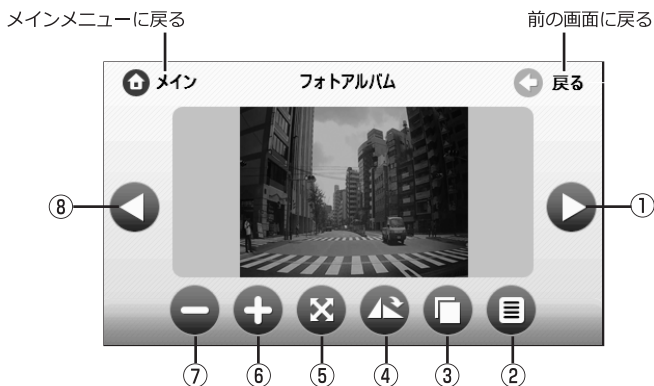 メインメニューに戻る
前の画面に戻る
メイン
フォトアルバム
戻る
⑧
①
⑦
⑥
⑤
④
③
②